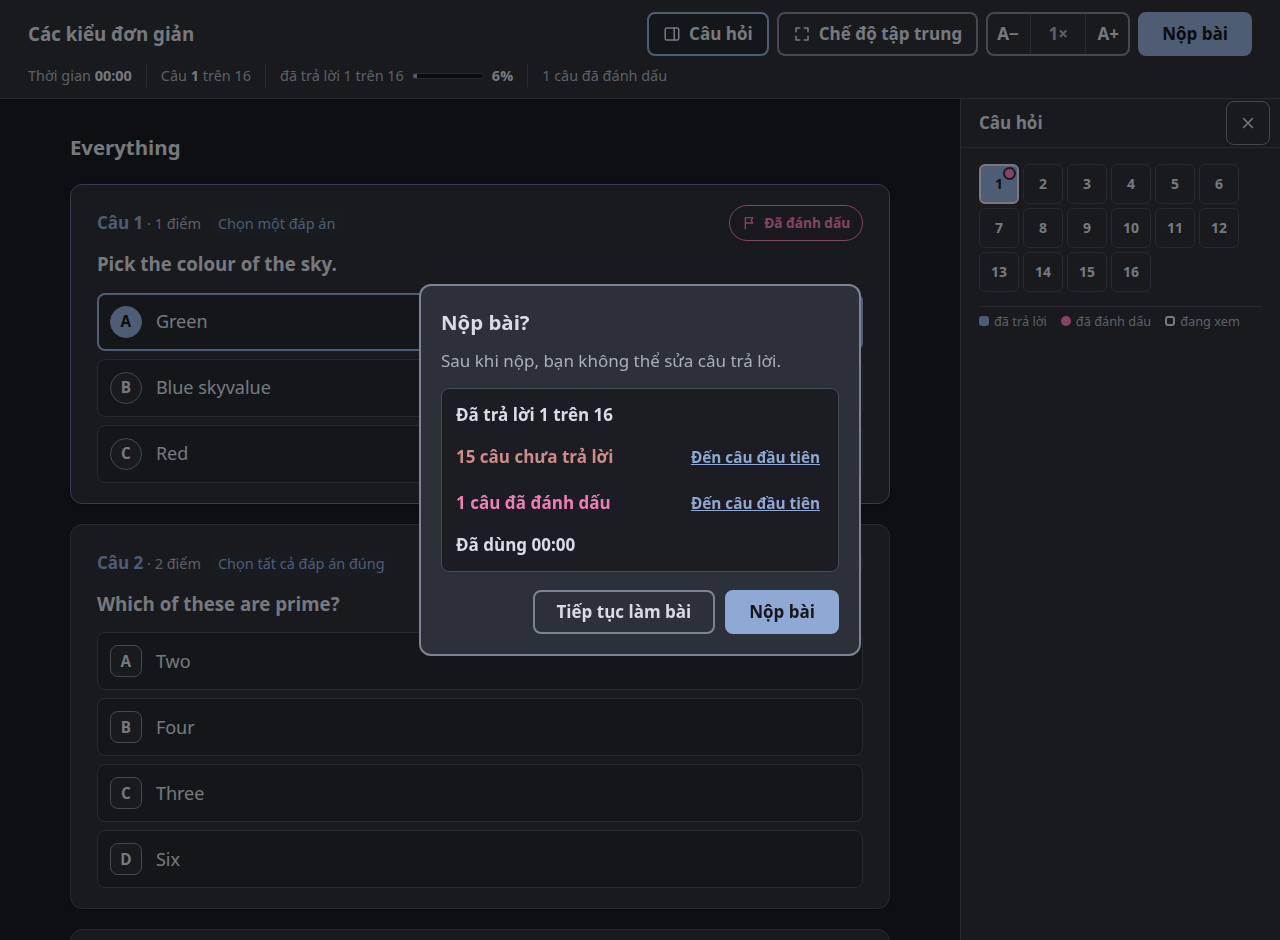 Các kiểu đơn giản
Câu hỏi
Chế độ tập trung
A− 1× A+
Nộp bài
Thời gian 00:00
Câu 1 trên 16
đã trả lời 1 trên 16 6%
1 câu đã đánh dấu
Everything
Câu 1 · 1 điểm Chọn một đáp án
Đã đánh dấu
Pick the colour of the sky.
A Green
B Blue skyvalue
C Red
Câu 2 · 2 điểm Chọn tất cả đáp án đúng
Which of these are prime?
A Two
B Four
C Three
D Six
Nộp bài?
Sau khi nộp, bạn không thể sửa câu trả lời.
Đã trả lời 1 trên 16
15 câu chưa trả lời Đến câu đầu tiên
1 câu đã đánh dấu Đến câu đầu tiên
Đã dùng 00:00
Tiếp tục làm bài
Nộp bài
Câu hỏi
1 2 3 4 5 6
7 8 9 10 11 12
13 14 15 16
đã trả lời đã đánh dấu đang xem